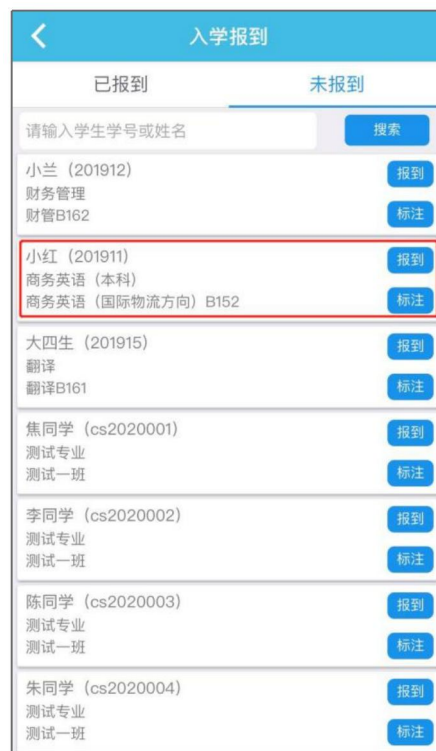 入学报到
已报到 未报到
请输入学生学号或姓名 搜索
小兰（201912） 报到
财务管理
财管B162 标注
小红（201911） 报到
商务英语（本科）
商务英语（国际物流方向）B152 标注
大四生（201915） 报到
翻译
翻译B161 标注
焦同学（cs2020001） 报到
测试专业
测试一班 标注
李同学（cs2020002） 报到
测试专业
测试一班 标注
陈同学（cs2020003） 报到
测试专业
测试一班 标注
朱同学（cs2020004） 报到
测试专业
测试一班 标注